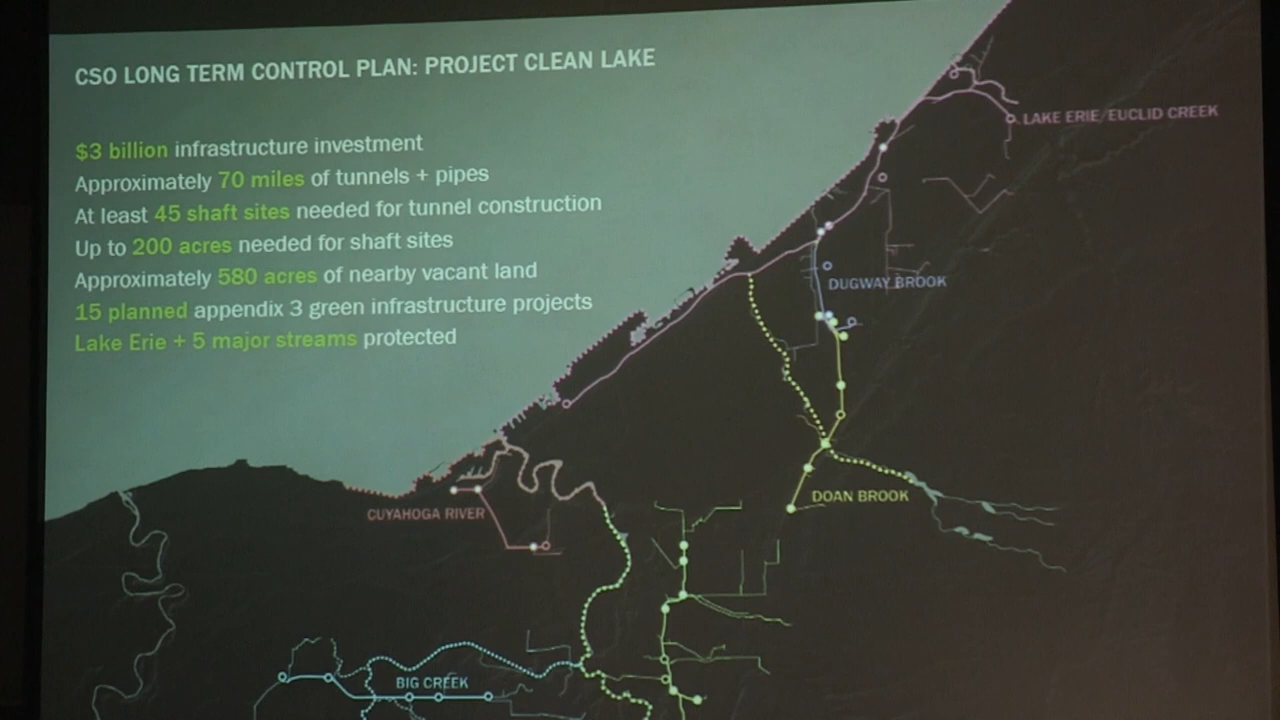 CSO LONG TERM CONTROL PLAN: PROJECT CLEAN LAKE
$3 billion infrastructure investment
Approximately 70 miles of tunnels + pipes
At least 45 shaft sites needed for tunnel construction
Up to 200 acres needed for shaft sites
Approximately 580 acres of nearby vacant land
15 planned appendix 3 green infrastructure projects
Lake Erie + 5 major streams protected
LAKE ERIE/EUCLID CREEK
DUGWAY BROOK
DOAN BROOK
CUYAHOGA RIVER
BIG CREEK